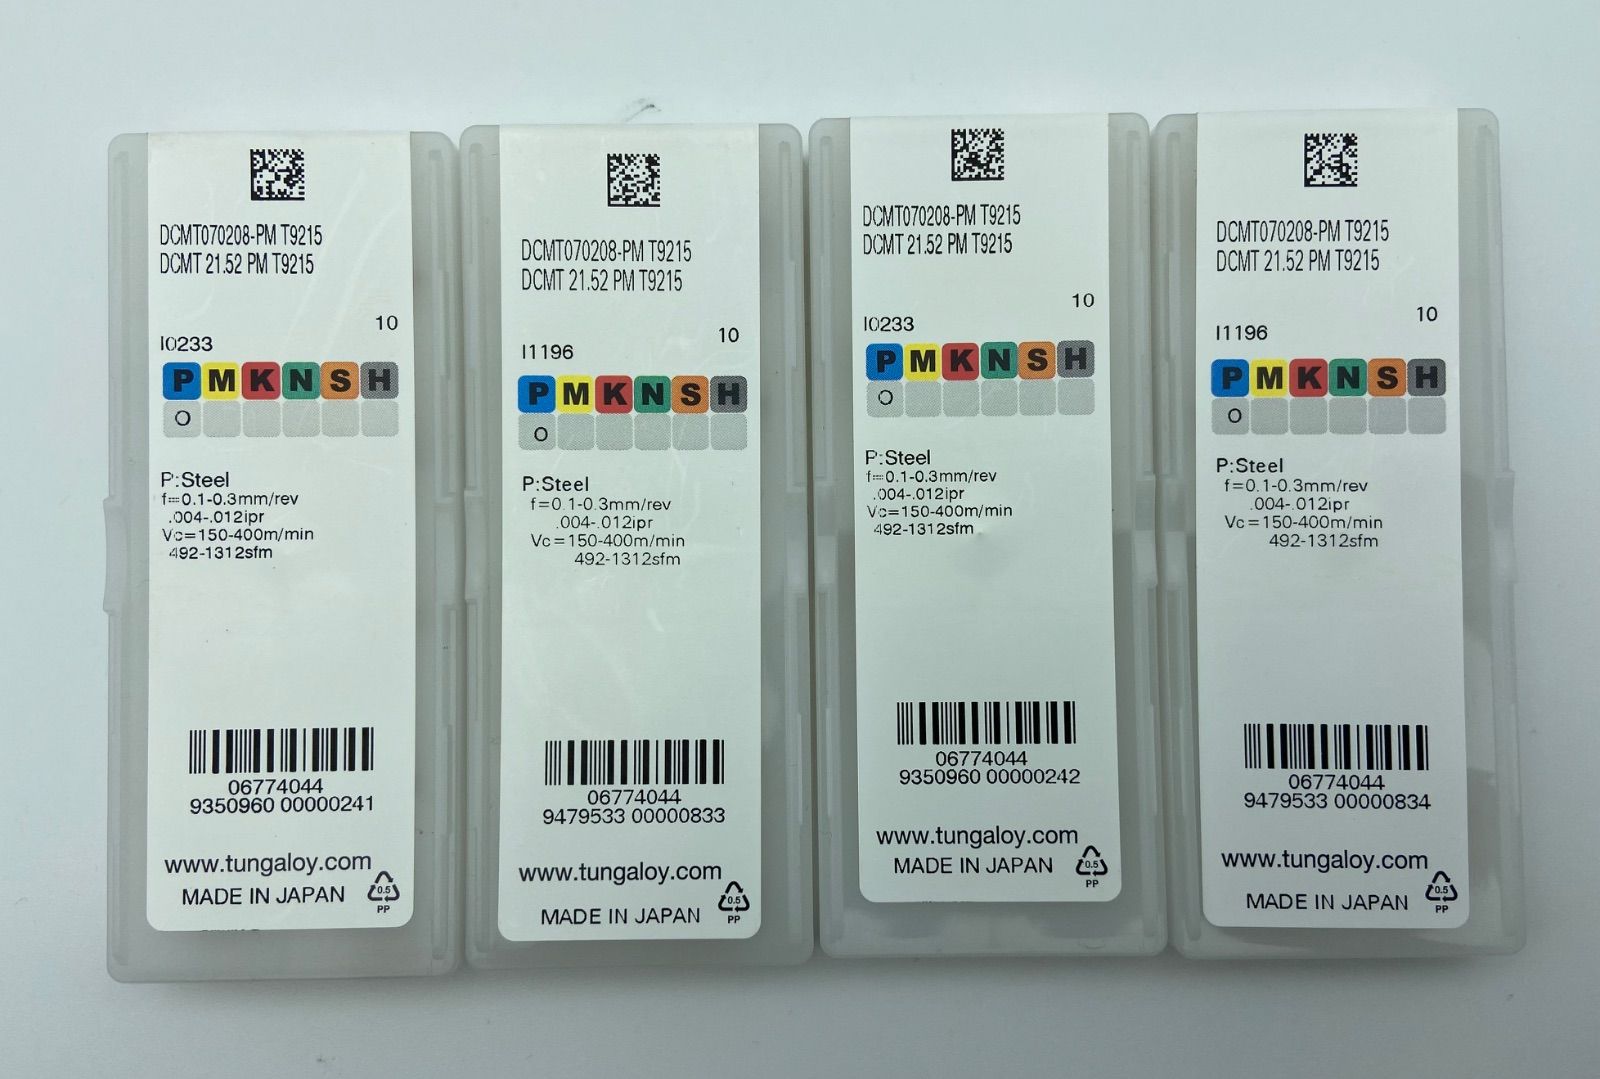 DCMT070208-PM T9215
DCMT 21.52 PM T9215
10
I0233
P M K N S H
O
P:Steel
f=0.1-0.3mm/rev
.004-.012ipr
Vc=150-400m/min
492-1312sfm
06774044
9350960 00000241
www.tungaloy.com
MADE IN JAPAN
0.5
PP
DCMT070208-PM T9215
DCMT 21.52 PM T9215
10
I1196
P M K N S H
O
P:Steel
f=0.1-0.3mm/rev
.004-.012ipr
Vc=150-400m/min
492-1312sfm
06774044
9479533 00000833
www.tungaloy.com
MADE IN JAPAN
0.5
PP
DCMT070208-PM T9215
DCMT 21.52 PM T9215
10
I0233
P M K N S H
O
P:Steel
f=0.1-0.3mm/rev
.004-.012ipr
Vc=150-400m/min
492-1312sfm
06774044
9350960 00000242
www.tungaloy.com
MADE IN JAPAN
0.5
PP
DCMT070208-PM T9215
DCMT 21.52 PM T9215
10
I1196
P M K N S H
O
P:Steel
f=0.1-0.3mm/rev
.004-.012ipr
Vc=150-400m/min
492-1312sfm
06774044
9479533 00000834
www.tungaloy.com
MADE IN JAPAN
0.5
PP